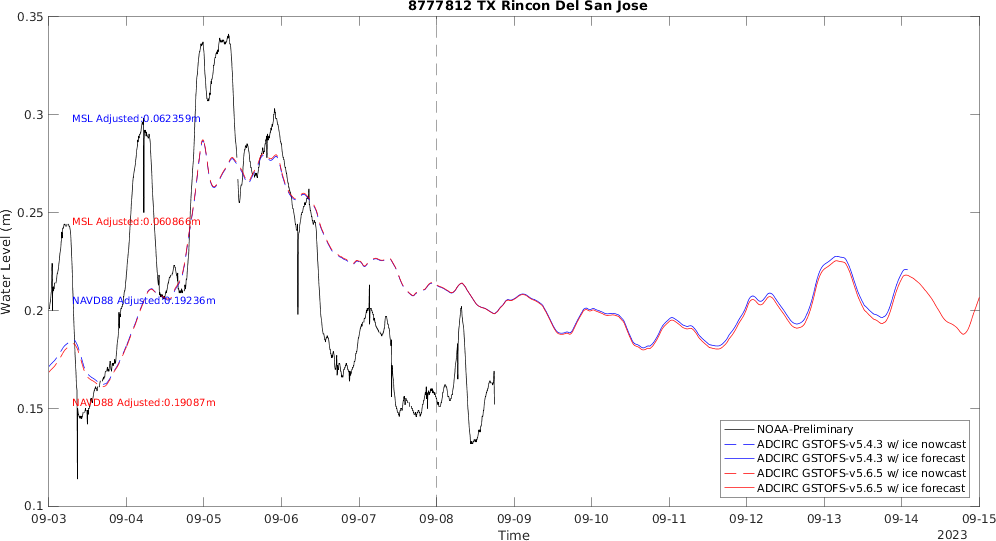 8777812 TX Rincon Del San Jose
0.35
0.3
0.25
0.2
0.15
0.1
Water Level (m)
MSL Adjusted:0.062359m
MSL Adjusted:0.060866m
NAVD88 Adjusted:0.19236m
NAVD88 Adjusted:0.19087m
NOAA-Preliminary
ADCIRC GSTOFS-v5.4.3 w/ ice nowcast
ADCIRC GSTOFS-v5.4.3 w/ ice forecast
ADCIRC GSTOFS-v5.6.5 w/ ice nowcast
ADCIRC GSTOFS-v5.6.5 w/ ice forecast
09-03 09-04 09-05 09-06 09-07 09-08 09-09 09-10 09-11 09-12 09-13 09-14 09-15
Time
2023